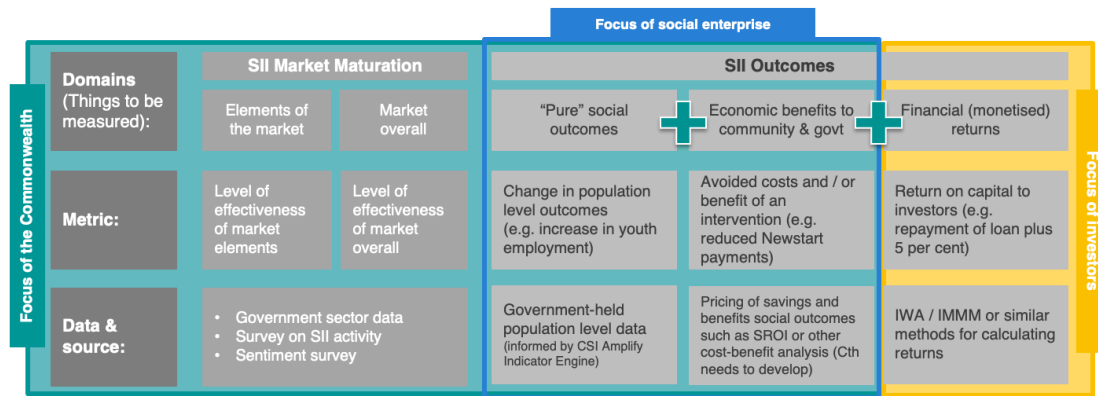 Focus of social enterprise
Focus of the Commonwealth
Domains
(Things to be
measured):
SII Market Maturation
SII Outcomes
Elements of
the market
Market
overall
“Pure” social
outcomes
Economic benefits to
community & govt
Financial (monetised)
returns
Metric:
Level of
effectiveness
of market
elements
Level of
effectiveness
of market
overall
Change in population
level outcomes
(e.g. increase in youth
employment)
Avoided costs and / or
benefit of an
intervention (e.g.
reduced Newstart
payments)
Return on capital to
investors (e.g.
repayment of loan plus
5 per cent)
Data &
source:
• Government sector data
• Survey on SII activity
• Sentiment survey
Government-held
population level data
(informed by CSI Amplify
Indicator Engine)
Pricing of savings and
benefits social outcomes
such as SROI or other
cost-benefit analysis (Cth
needs to develop)
IWA / IMMM or similar
methods for calculating
returns
Focus of investors